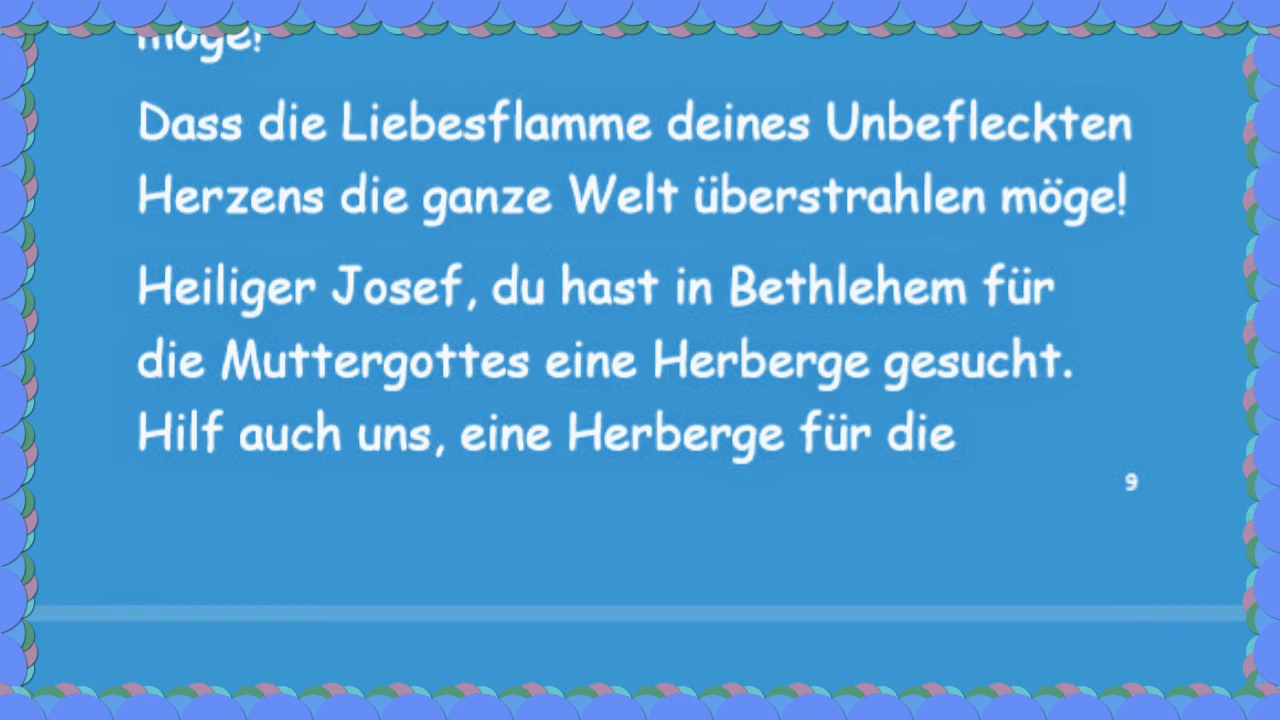 möge!
Dass die Liebesflamme deines Unbefleckten
Herzens die ganze Welt überstrahlen möge!
Heiliger Josef, du hast in Bethlehem für
die Muttergottes eine Herberge gesucht.
Hilf auch uns, eine Herberge für die
9